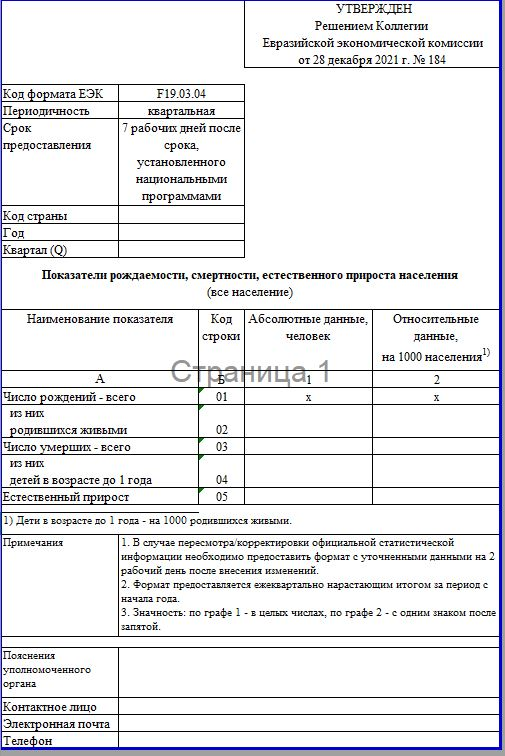 УТВЕРЖДЕН
Решением Коллегии
Евразийской экономической комиссии
от 28 декабря 2021 г. № 184
Код формата ЕЭК F19.03.04
Периодичность квартальная
Срок предоставления 7 рабочих дней после
срока,
установленного
национальными
программами
Код страны
Год
Квартал (Q)
Показатели рождаемости, смертности, естественного прироста населения
(все население)
Наименование показателя Код строки Абсолютные данные, человек Относительные данные, на 1000 населения1)
А Б 1 2
Страница 1
Число рождений - всего 01 x x
из них
родившихся живыми 02
Число умерших - всего 03
из них
детей в возрасте до 1 года 04
Естественный прирост 05
1) Дети в возрасте до 1 года - на 1000 родившихся живыми.
Примечания
1. В случае пересмотра/корректировки официальной статистической
информации необходимо предоставить формат с уточненными данными на 2
рабочий день после внесения изменений.
2. Формат предоставляется ежеквартально нарастающим итогом за период с
начала года.
3. Значность: по графе 1 - в целых числах, по графе 2 - с одним знаком после
запятой.
Пояснения
уполномоченного
органа
Контактное лицо
Электронная почта
Телефон